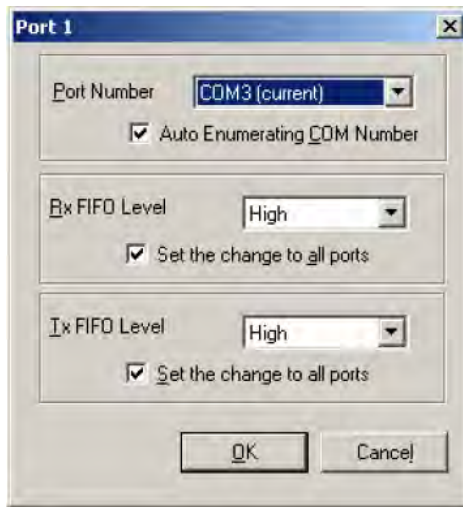 Port 1
Port Number COM3 (current)
Auto Enumerating COM Number
Rx FIFO Level High
Set the change to all ports
Tx FIFO Level High
Set the change to all ports
OK Cancel